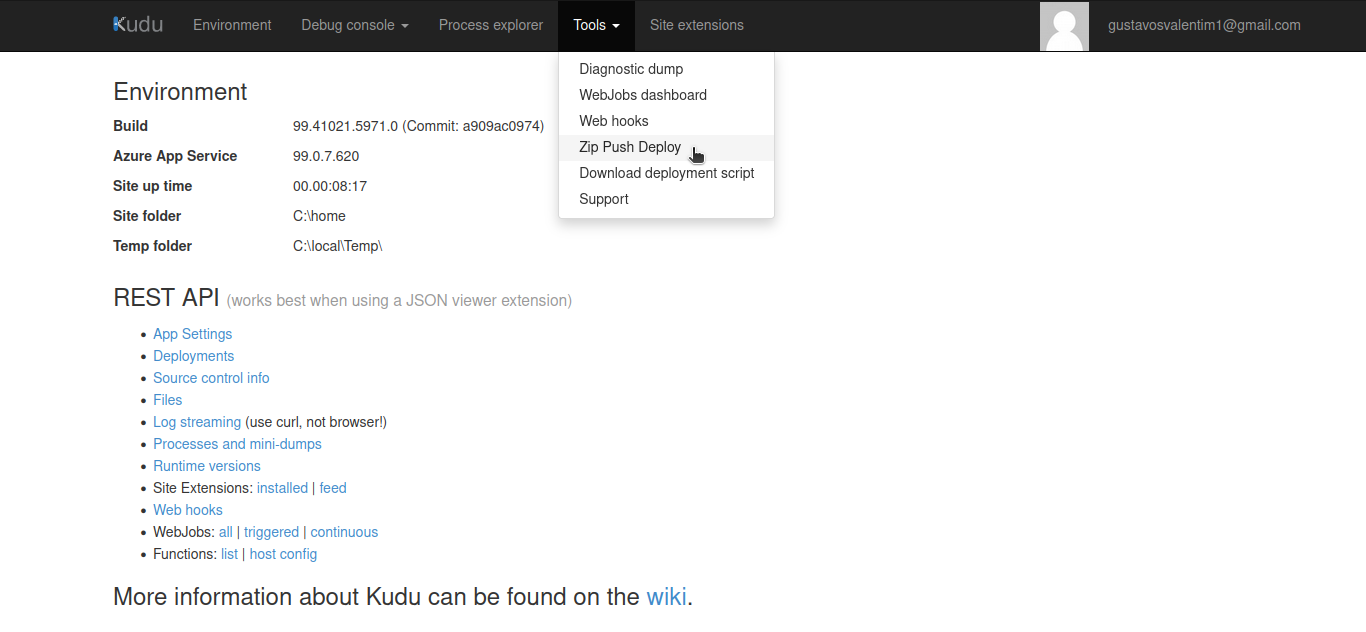 Kudu Environment Debug console Process explorer Tools Site extensions gustavosvalentim1@gmail.com
Diagnostic dump
WebJobs dashboard
Web hooks
Zip Push Deploy
Download deployment script
Support
Environment
Build 99.41021.5971.0 (Commit: a909ac0974)
Azure App Service 99.0.7.620
Site up time 00.00:08:17
Site folder C:\home
Temp folder C:\local\Temp\
REST API (works best when using a JSON viewer extension)
• App Settings
• Deployments
• Source control info
• Files
• Log streaming (use curl, not browser!)
• Processes and mini-dumps
• Runtime versions
• Site Extensions: installed | feed
• Web hooks
• WebJobs: all | triggered | continuous
• Functions: list | host config
More information about Kudu can be found on the wiki.